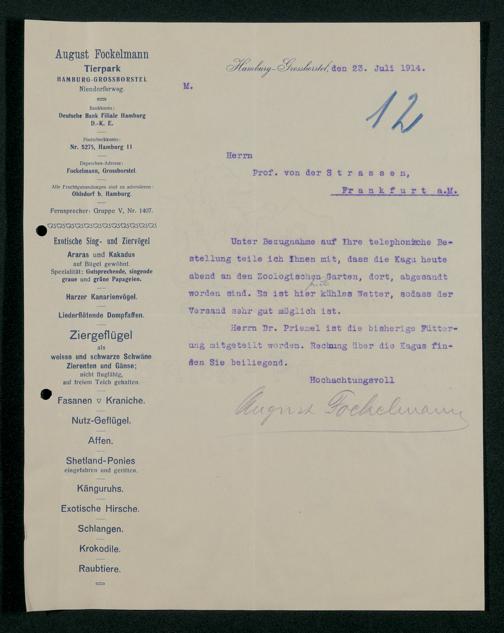 August Fockelmann
Tierpark
HAMBURG-GROSSBORSTEL
Niendorferweg.
Bankkonto:
Deutsche Bank Filiale Hamburg
D.-K. E.
Postscheckkonto:
Nr. 5275, Hamburg 11
Depeschen-Adresse:
Fockelmann, Grossborstel.
Alle Frachtgutsendungen sind zu adressieren:
Ohlsdorf b. Hamburg.
Fernsprecher: Gruppe V, Nr. 1407.
Exotische Sing- und Ziervögel
Araras und Kakadus
auf Bügel gewöhnt.
Spezialität: Gutsprechende, singende
graue und grüne Papageien.
Harzer Kanarienvögel.
Liederflötende Dompfaffen.
Ziergeflügel
als
weisse und schwarze Schwäne
Zierenten und Gänse;
nicht flugfähig,
auf freiem Teich gehalten.
Fasanen ▽ Kraniche.
Nutz-Geflügel.
Affen.
Shetland-Ponies
eingefahren und geritten.
Känguruhs.
Exotische Hirsche.
Schlangen.
Krokodile.
Raubtiere.
Hamburg-Grossborstel, den 23. Juli 1914.
M.
12
Herrn
Prof. von der Strassen,
Frankfurt a.M.
Unter Bezugnahme auf Ihre telephonische Be-
stellung teile ich Ihnen mit, dass die Kagu heute
abend an den Zoologischen Garten, dort, abgesandt
worden sind. Es ist hier kühles Wetter, sodass der
Versand sehr gut möglich ist.
Herrn Dr. Priemel ist die bisherige Fütter-
ung mitgeteilt worden. Rechnung über die Kagus fin-
den Sie beiliegend.
Hochachtungsvoll
August Fockelmann